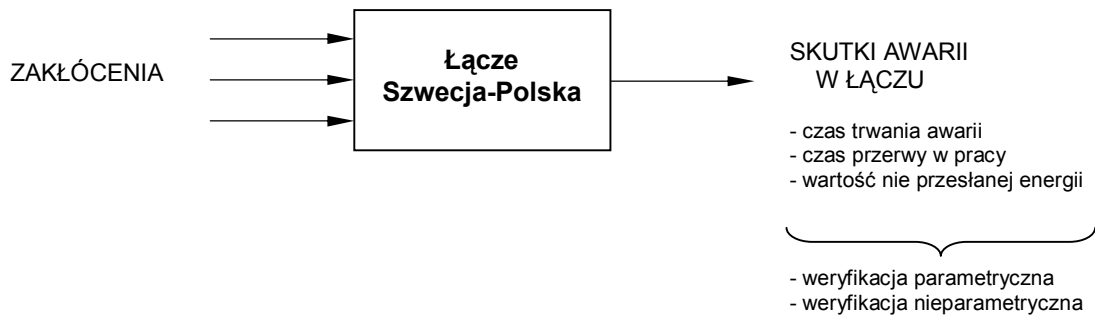 ZAKŁÓCENIA
Łącze
Szwecja-Polska
SKUTKI AWARII
W ŁĄCZU
- czas trwania awarii
- czas przerwy w pracy
- wartość nie przesłanej energii
- weryfikacja parametryczna
- weryfikacja nieparametryczna